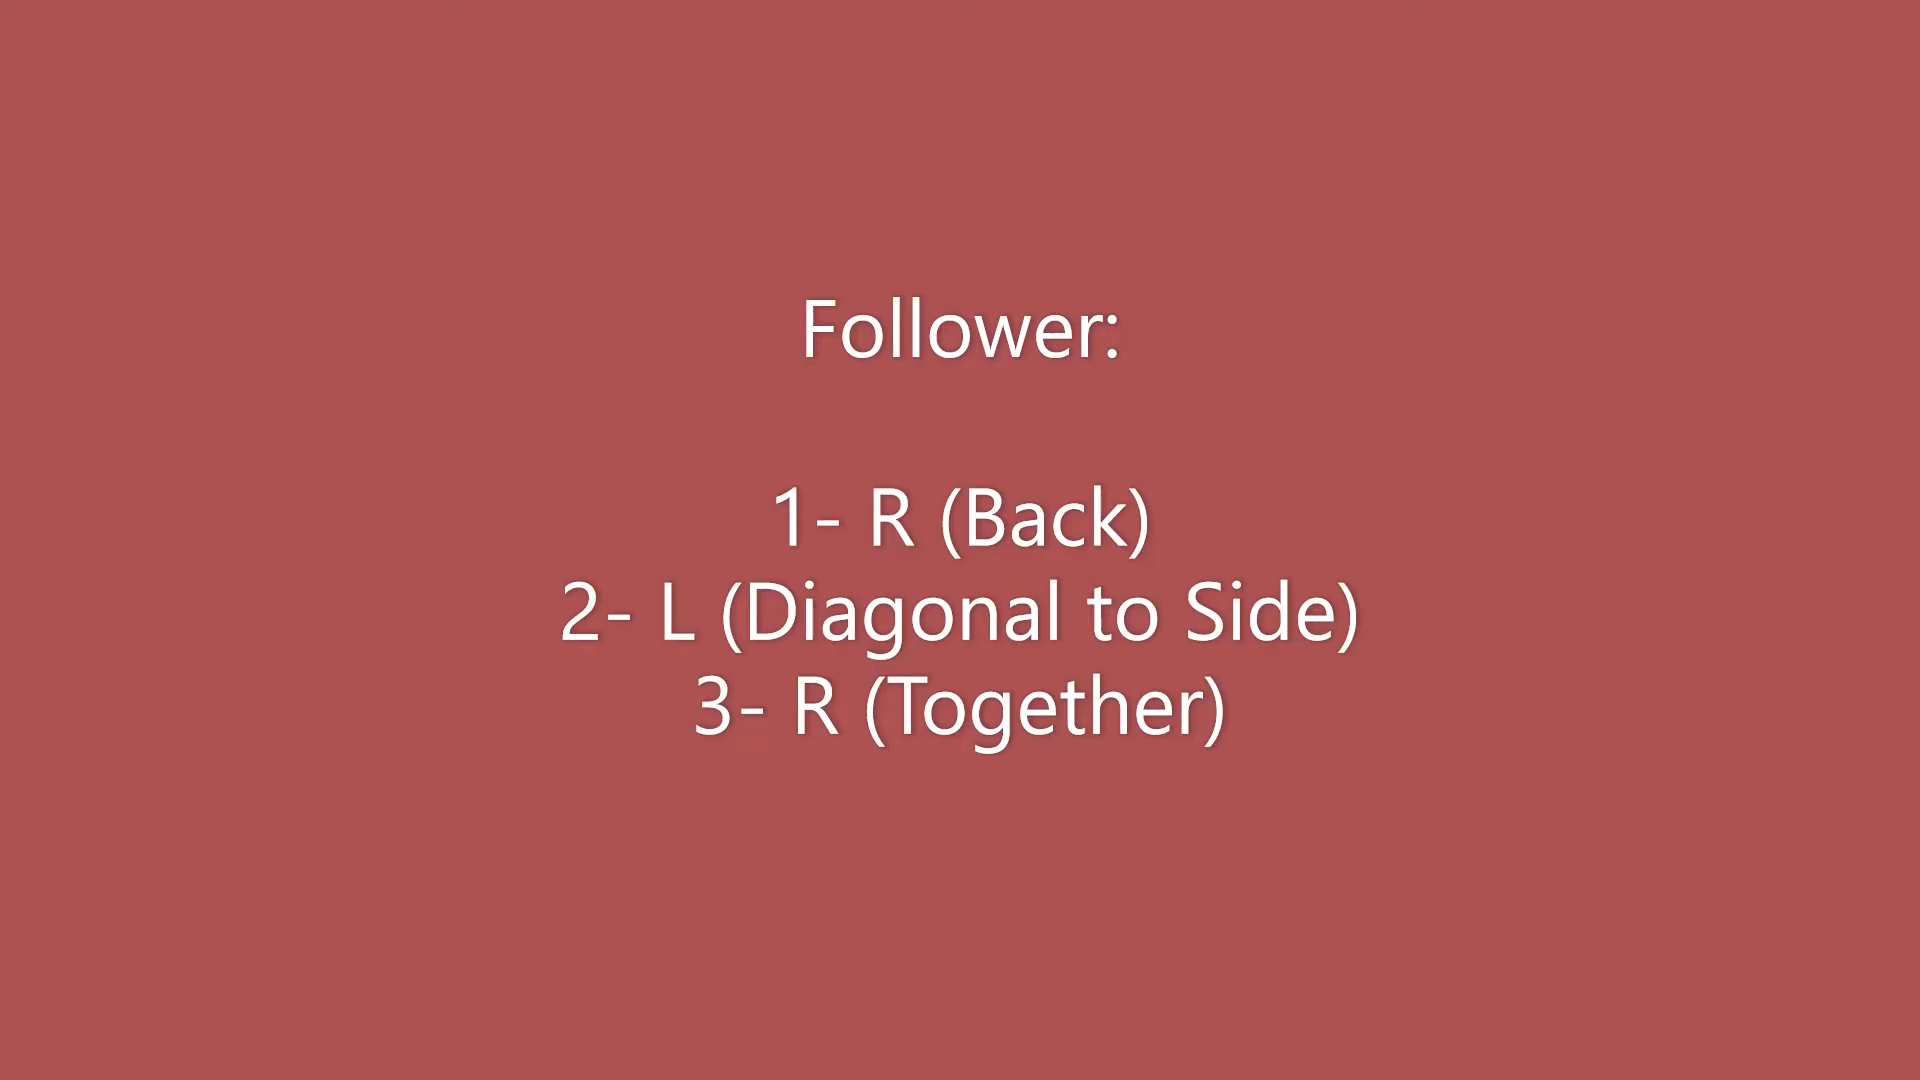 Follower:
1- R (Back)
2- L (Diagonal to Side)
3- R (Together)